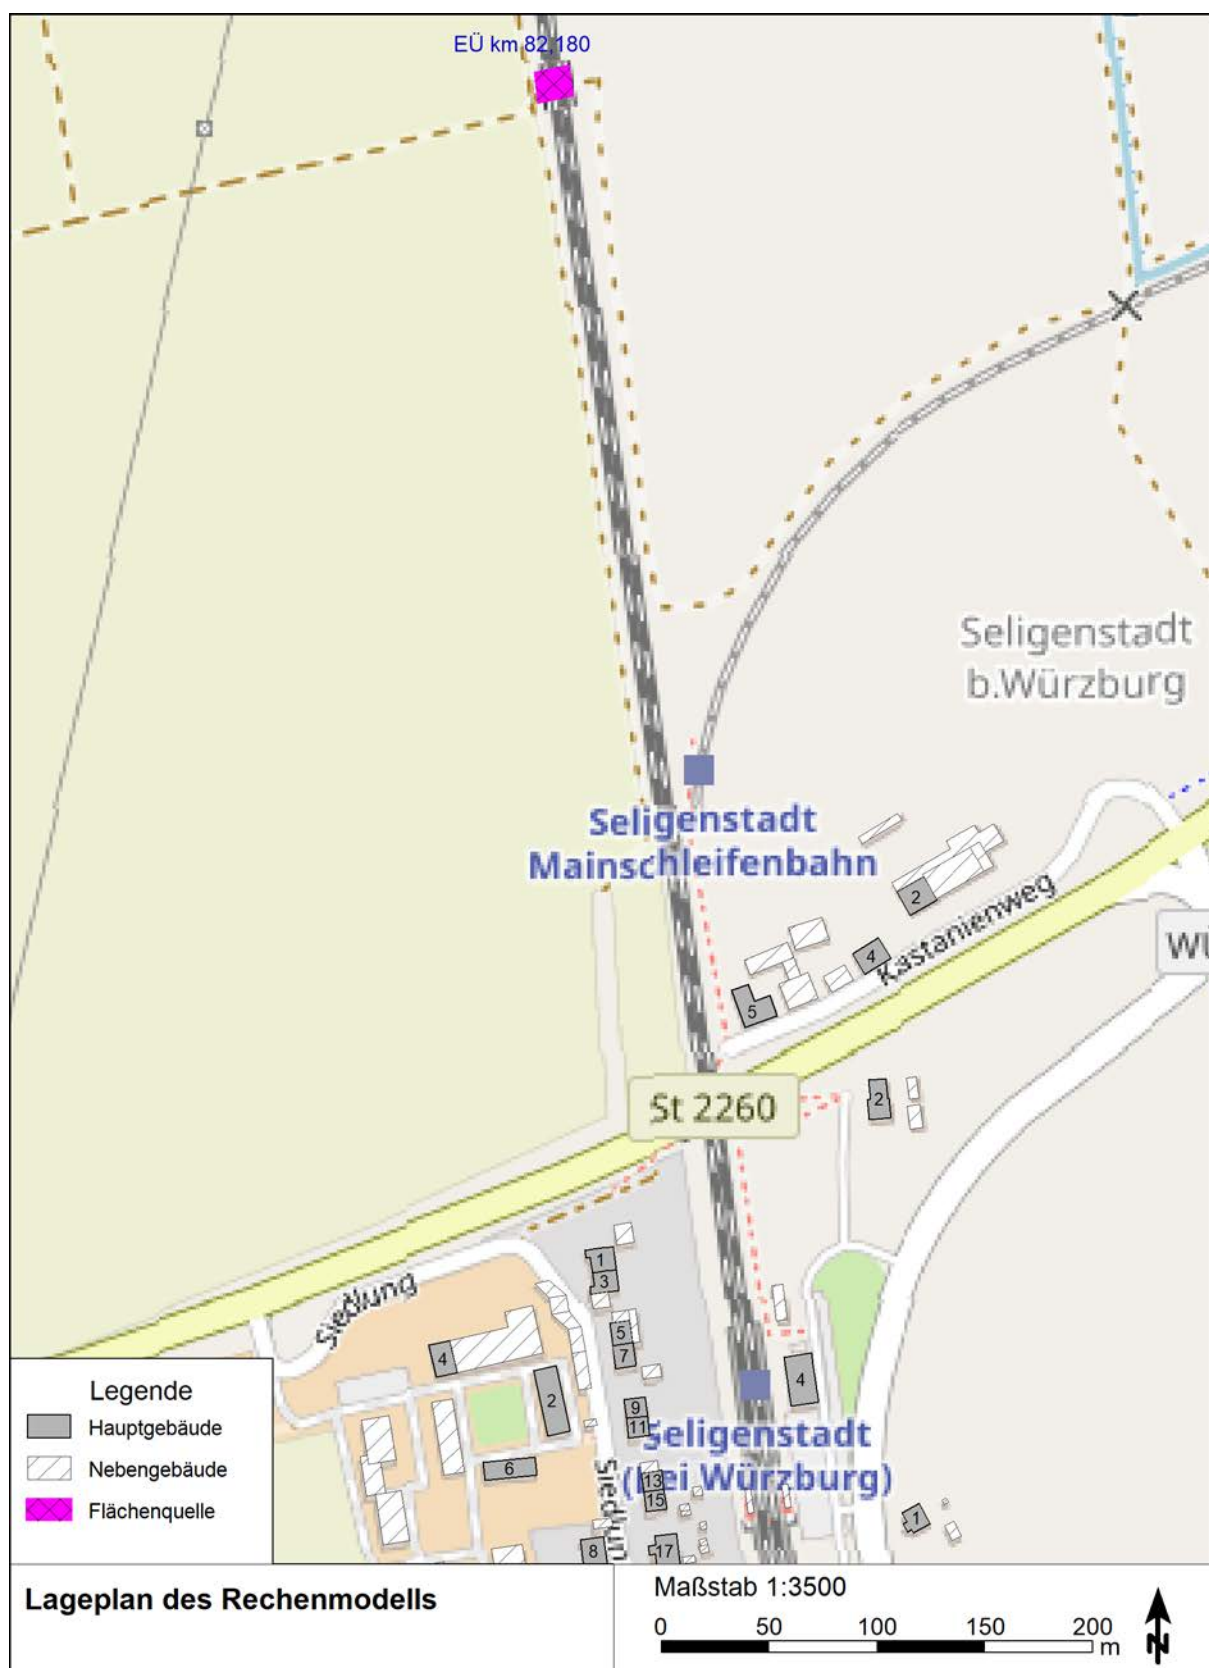 EÜ km 82,180
Seligenstadt
b.Würzburg
Seligenstadt
Mainschleifenbahn
2
4
Kastanienweg
5
WÜ
St 2260
2
1
3
Siedlung
5
7
4
2
4
9
11
Seligenstadt
(bei Würzburg)
6
13
15
1
8
17
Legende
Hauptgebäude
Nebengebäude
Flächenquelle
Lageplan des Rechenmodells
Maßstab 1:3500
0 50 100 150 200
m
N